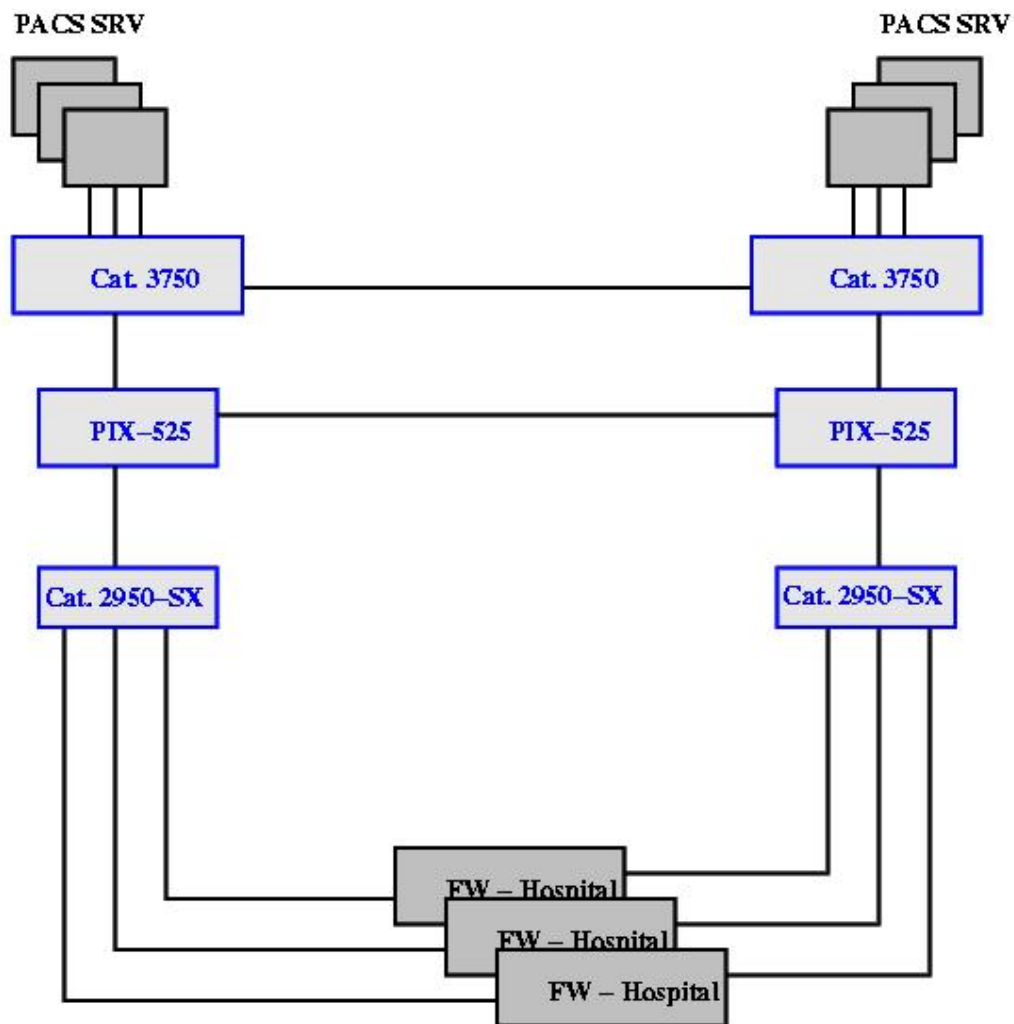 PACS SRV
PACS SRV
Cat. 3750
Cat. 3750
PIX–525
PIX–525
Cat. 2950–SX
Cat. 2950–SX
FW – Hospital
FW – Hospital
FW – Hospital